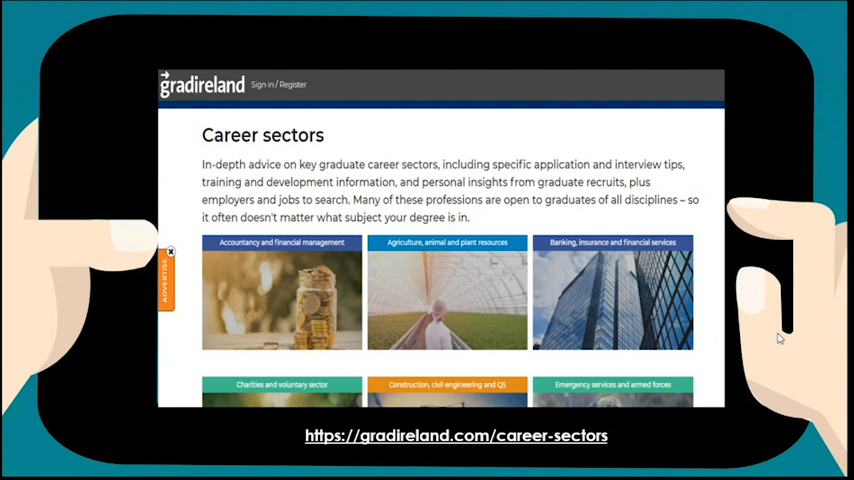 gradireland Sign in / Register
Career sectors
In-depth advice on key graduate career sectors, including specific application and interview tips,
training and development information, and personal insights from graduate recruits, plus
employers and jobs to search. Many of these professions are open to graduates of all disciplines – so
it often doesn't matter what subject your degree is in.
Accountancy and financial management
Agriculture, animal and plant resources
Banking, insurance and financial services
ADVERTISE
Charities and voluntary sector
Construction, civil engineering and QS
Emergency services and armed forces
https://gradireland.com/career-sectors